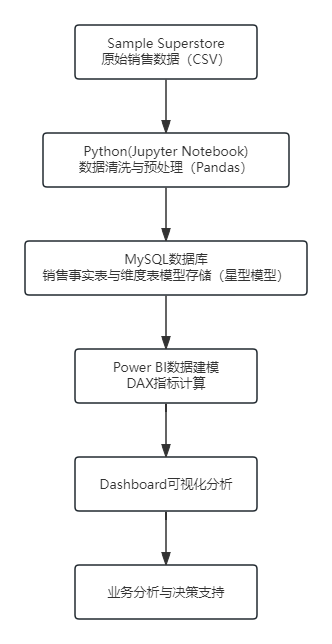 Sample Superstore
原始销售数据（CSV）
Python(Jupyter Notebook)
数据清洗与预处理（Pandas）
MySQL数据库
销售事实表与维度表模型存储（星型模型）
Power BI数据建模
DAX指标计算
Dashboard可视化分析
业务分析与决策支持